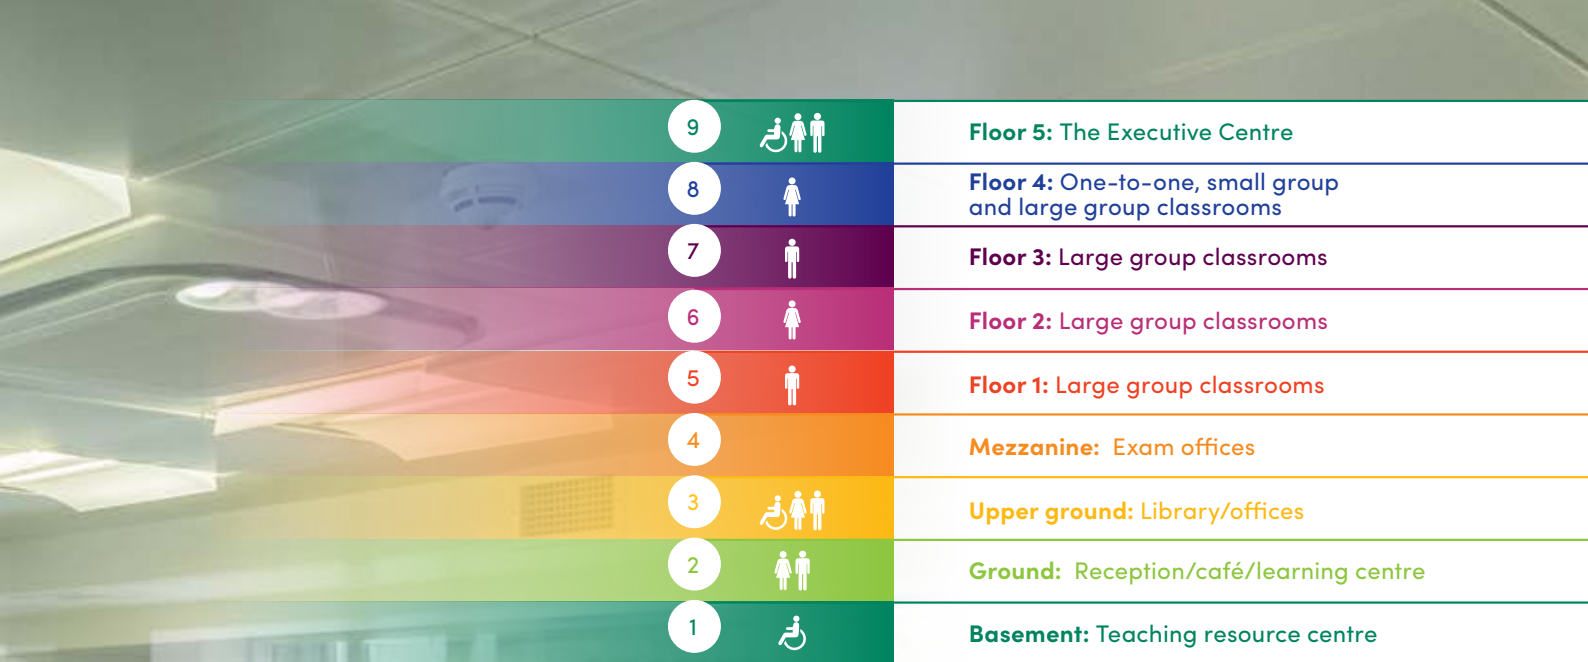 9
Floor 5: The Executive Centre
8
Floor 4: One-to-one, small group
and large group classrooms
7
Floor 3: Large group classrooms
6
Floor 2: Large group classrooms
5
Floor 1: Large group classrooms
4
Mezzanine: Exam offices
3
Upper ground: Library/offices
2
Ground: Reception/café/learning centre
1
Basement: Teaching resource centre